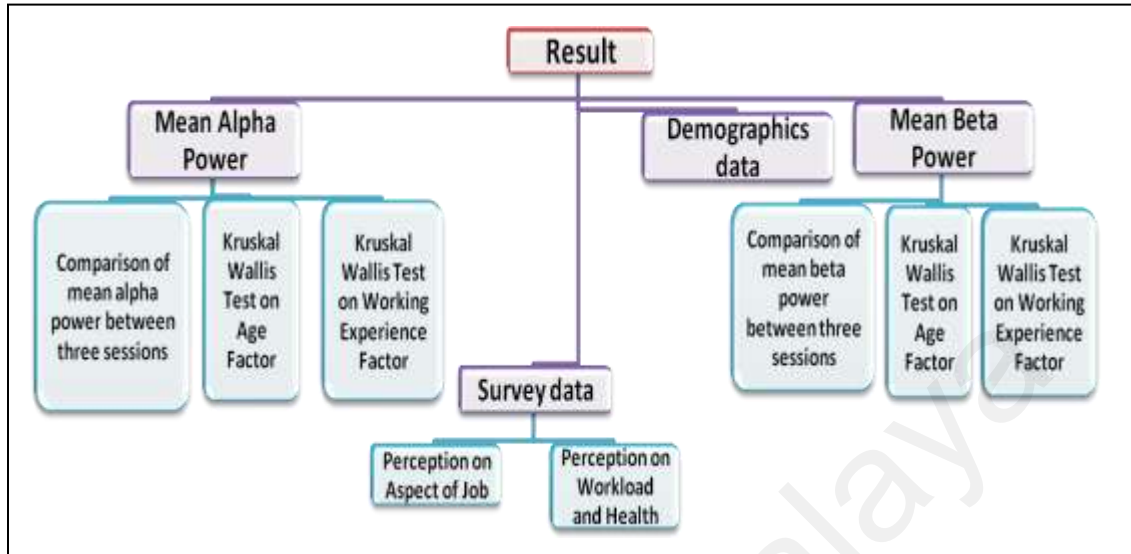 Result
Mean Alpha
Power
Demographics
data
Mean Beta
Power
Comparison of
mean alpha
power between
three sessions
Kruskal
Wallis
Test on
Age
Factor
Kruskal
Wallis Test
on Working
Experience
Factor
Comparison of
mean beta
power
between three
sessions
Kruskal
Wallis
Test on
Age
Factor
Kruskal
Wallis Test
on Working
Experience
Factor
Survey data
Perception on
Aspect of Job
Perception on
Workload
and Health